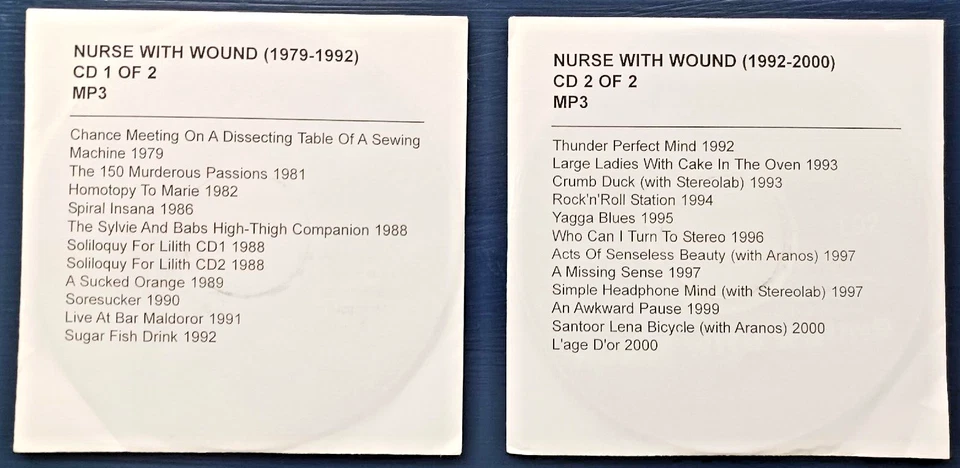 NURSE WITH WOUND (1979-1992)
CD 1 OF 2
MP3
Chance Meeting On A Dissecting Table Of A Sewing
Machine 1979
The 150 Murderous Passions 1981
Homotopy To Marie 1982
Spiral Insana 1986
The Sylvie And Babs High-Thigh Companion 1988
Soliloquy For Lilith CD1 1988
Soliloquy For Lilith CD2 1988
A Sucked Orange 1989
Soresucker 1990
Live At Bar Maldoror 1991
Sugar Fish Drink 1992
NURSE WITH WOUND (1992-2000)
CD 2 OF 2
MP3
Thunder Perfect Mind 1992
Large Ladies With Cake In The Oven 1993
Crumb Duck (with Stereolab) 1993
Rock'n'Roll Station 1994
Yagga Blues 1995
Who Can I Turn To Stereo 1996
Acts Of Senseless Beauty (with Aranos) 1997
A Missing Sense 1997
Simple Headphone Mind (with Stereolab) 1997
An Awkward Pause 1999
Santoor Lena Bicycle (with Aranos) 2000
L'age D'or 2000